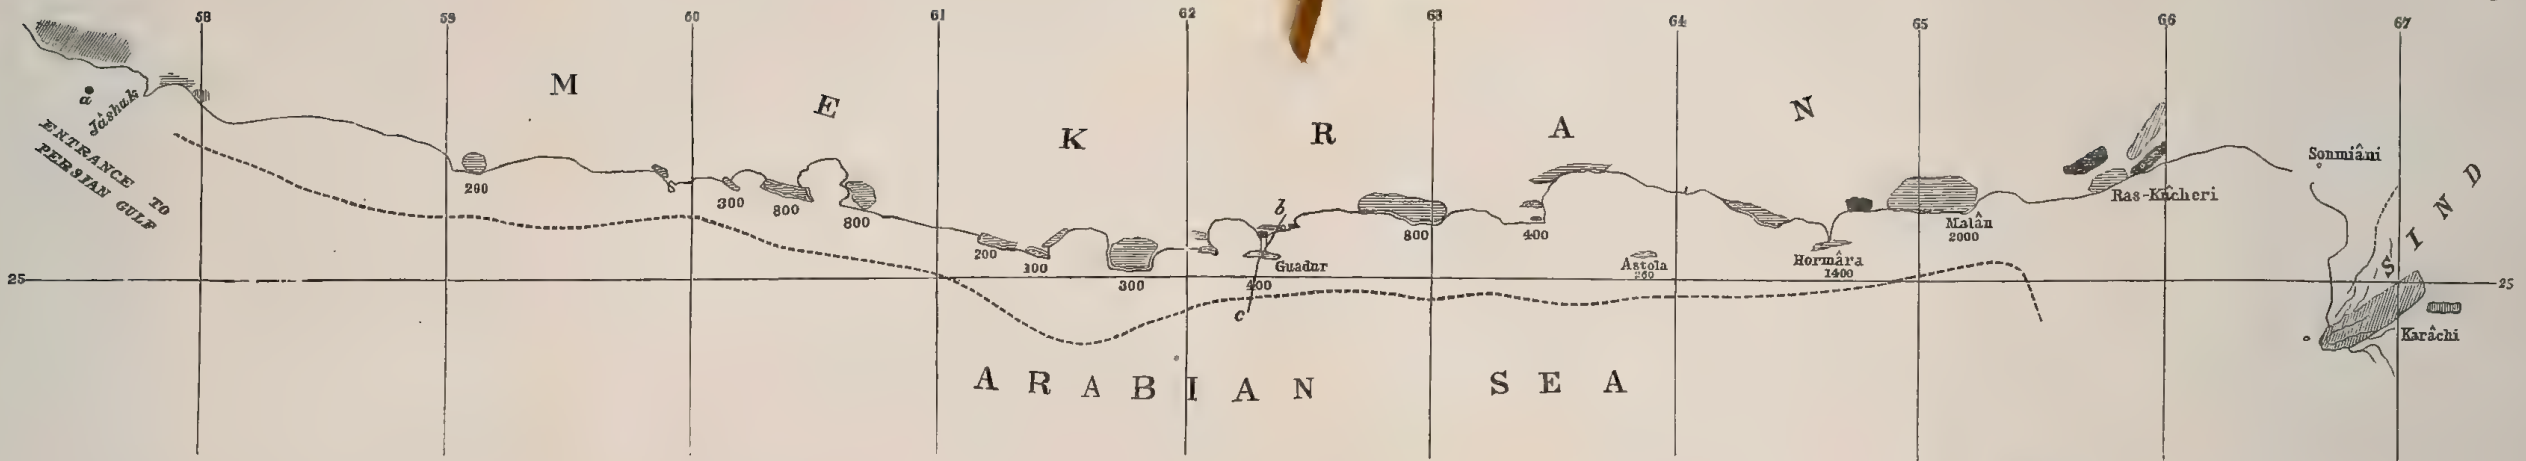 58 59 60 61 62 63 64 65 66 67
M E K R A N
a
Jâshak
ENTRANCE TO
PERSIAN GULF
200
300
800
800
200
300
300
b
Guadur
400
c
800
400
Astola
260
Hormâra
1400
Malân
2000
Ras-Kûcheri
Sonmiâni
SIND
Karâchi
25 25
ARABIAN SEA